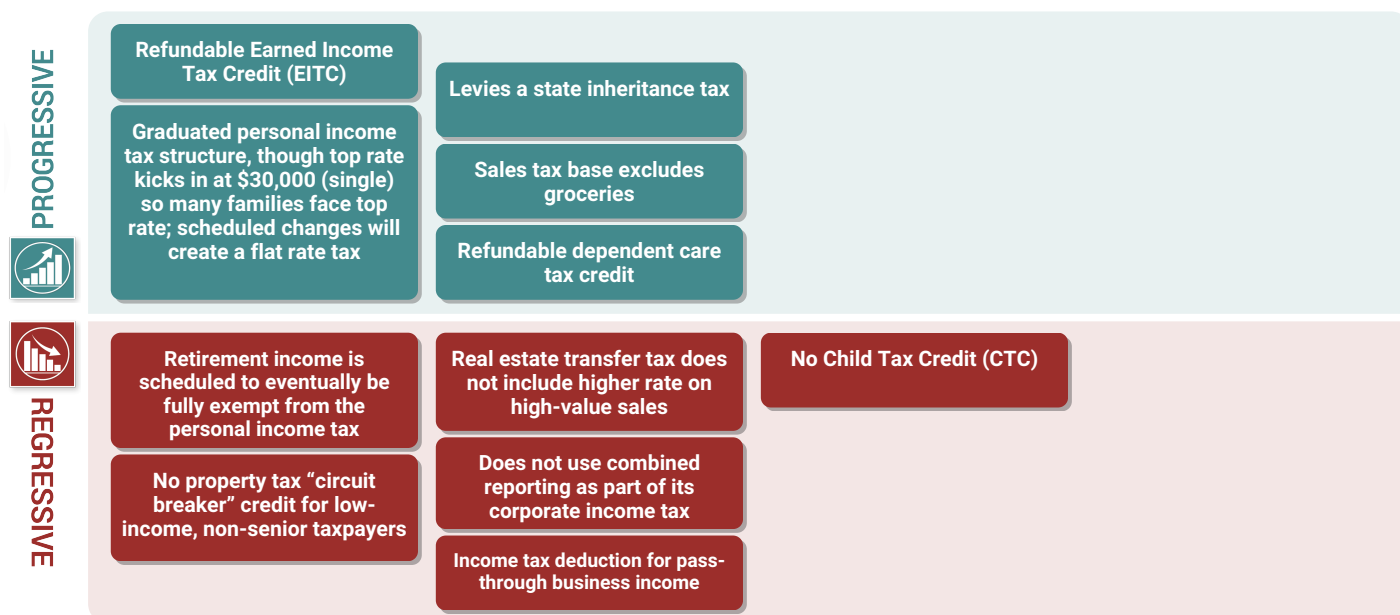 PROGRESSIVE
Refundable Earned Income
Tax Credit (EITC)
Graduated personal income
tax structure, though top rate
kicks in at $30,000 (single)
so many families face top
rate; scheduled changes will
create a flat rate tax
Levies a state inheritance tax
Sales tax base excludes
groceries
Refundable dependent care
tax credit
REGRESSIVE
Retirement income is
scheduled to eventually be
fully exempt from the
personal income tax
No property tax “circuit
breaker” credit for low-
income, non-senior taxpayers
Real estate transfer tax does
not include higher rate on
high-value sales
Does not use combined
reporting as part of its
corporate income tax
Income tax deduction for pass-
through business income
No Child Tax Credit (CTC)